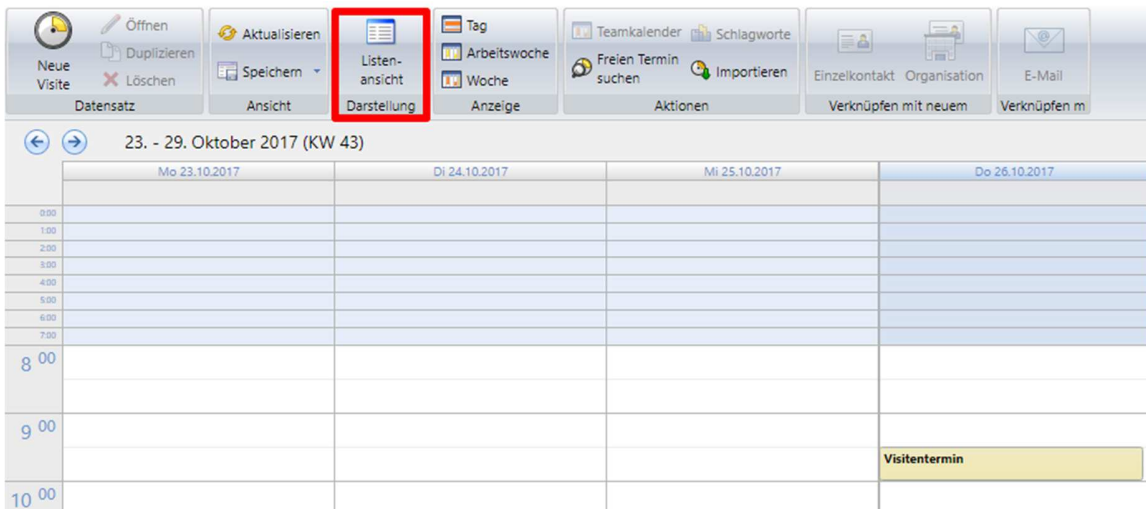 Neue
Visite
Öffnen
Duplizieren
Löschen
Datensatz
Aktualisieren
Speichern
Ansicht
Listen-
ansicht
Darstellung
Tag
Arbeitswoche
Woche
Anzeige
Teamkalender
Schlagworte
Freien Termin
suchen
Importieren
Aktionen
Einzelkontakt
Organisation
Verknüpfen mit neuem
E-Mail
Verknüpfen m
23. - 29. Oktober 2017 (KW 43)
Mo 23.10.2017 Di 24.10.2017 Mi 25.10.2017 Do 26.10.2017
0:00
1:00
2:00
3:00
4:00
5:00
6:00
7:00
8 00
9 00
Visitentermin
10 00